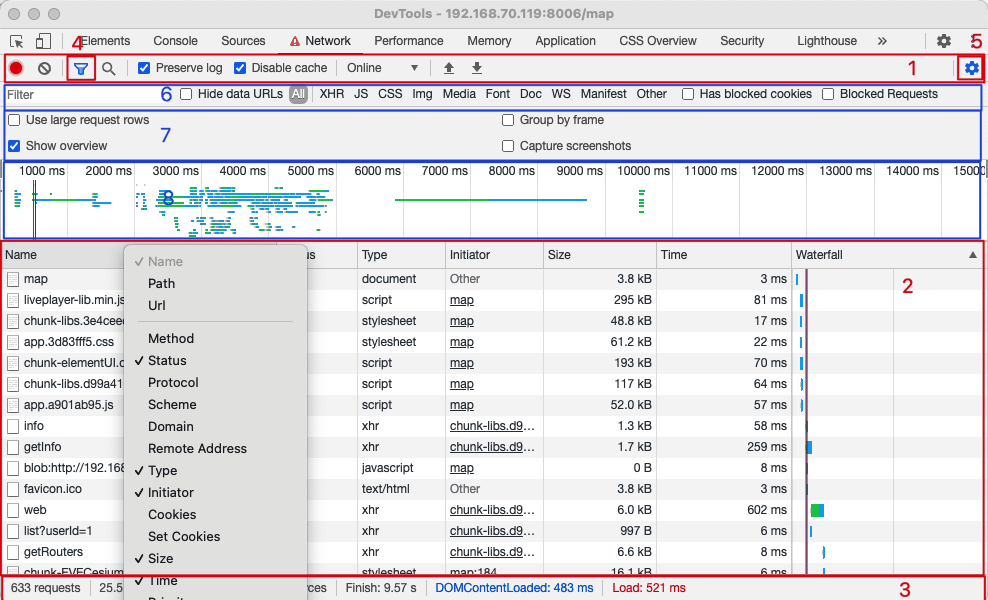 DevTools - 192.168.70.119:8006/map
4 Elements Console Sources Network Performance Memory Application CSS Overview Security Lighthouse » 5
Preserve log Disable cache Online 1
Filter 6 Hide data URLs All XHR JS CSS Img Media Font Doc WS Manifest Other Has blocked cookies Blocked Requests
Use large request rows Group by frame
7
Show overview Capture screenshots
1000 ms 2000 ms 3000 ms 4000 ms 5000 ms 6000 ms 7000 ms 8000 ms 9000 ms 10000 ms 11000 ms 12000 ms 13000 ms 14000 ms 15000
8
Name Type Initiator Size Time Waterfall ▲
map document Other 3.8 kB 3 ms
2
liveplayer-lib.min.js script map 295 kB 81 ms
chunk-libs.3e4cee stylesheet map 48.8 kB 17 ms
app.3d83fff5.css stylesheet map 61.2 kB 22 ms
chunk-elementUI.c script map 193 kB 70 ms
chunk-libs.d99a41 script map 117 kB 64 ms
app.a901ab95.js script map 52.0 kB 57 ms
info xhr chunk-libs.d9... 1.3 kB 58 ms
getInfo xhr chunk-libs.d9... 1.7 kB 259 ms
blob:http://192.168 javascript map 0 B 8 ms
favicon.ico text/html Other 3.8 kB 3 ms
web xhr chunk-libs.d9... 6.0 kB 602 ms
list?userId=1 xhr chunk-libs.d9... 997 B 6 ms
getRouters xhr chunk-libs.d9... 6.6 kB 8 ms
chunk-EVECesium stylesheet map:184 16.1 kB 6 ms
✓ Name
Path
Url
Method
✓ Status
Protocol
Scheme
Domain
Remote Address
✓ Type
✓ Initiator
Cookies
Set Cookies
✓ Size
✓ Time
633 requests 25.5 rces Finish: 9.57 s DOMContentLoaded: 483 ms Load: 521 ms 3